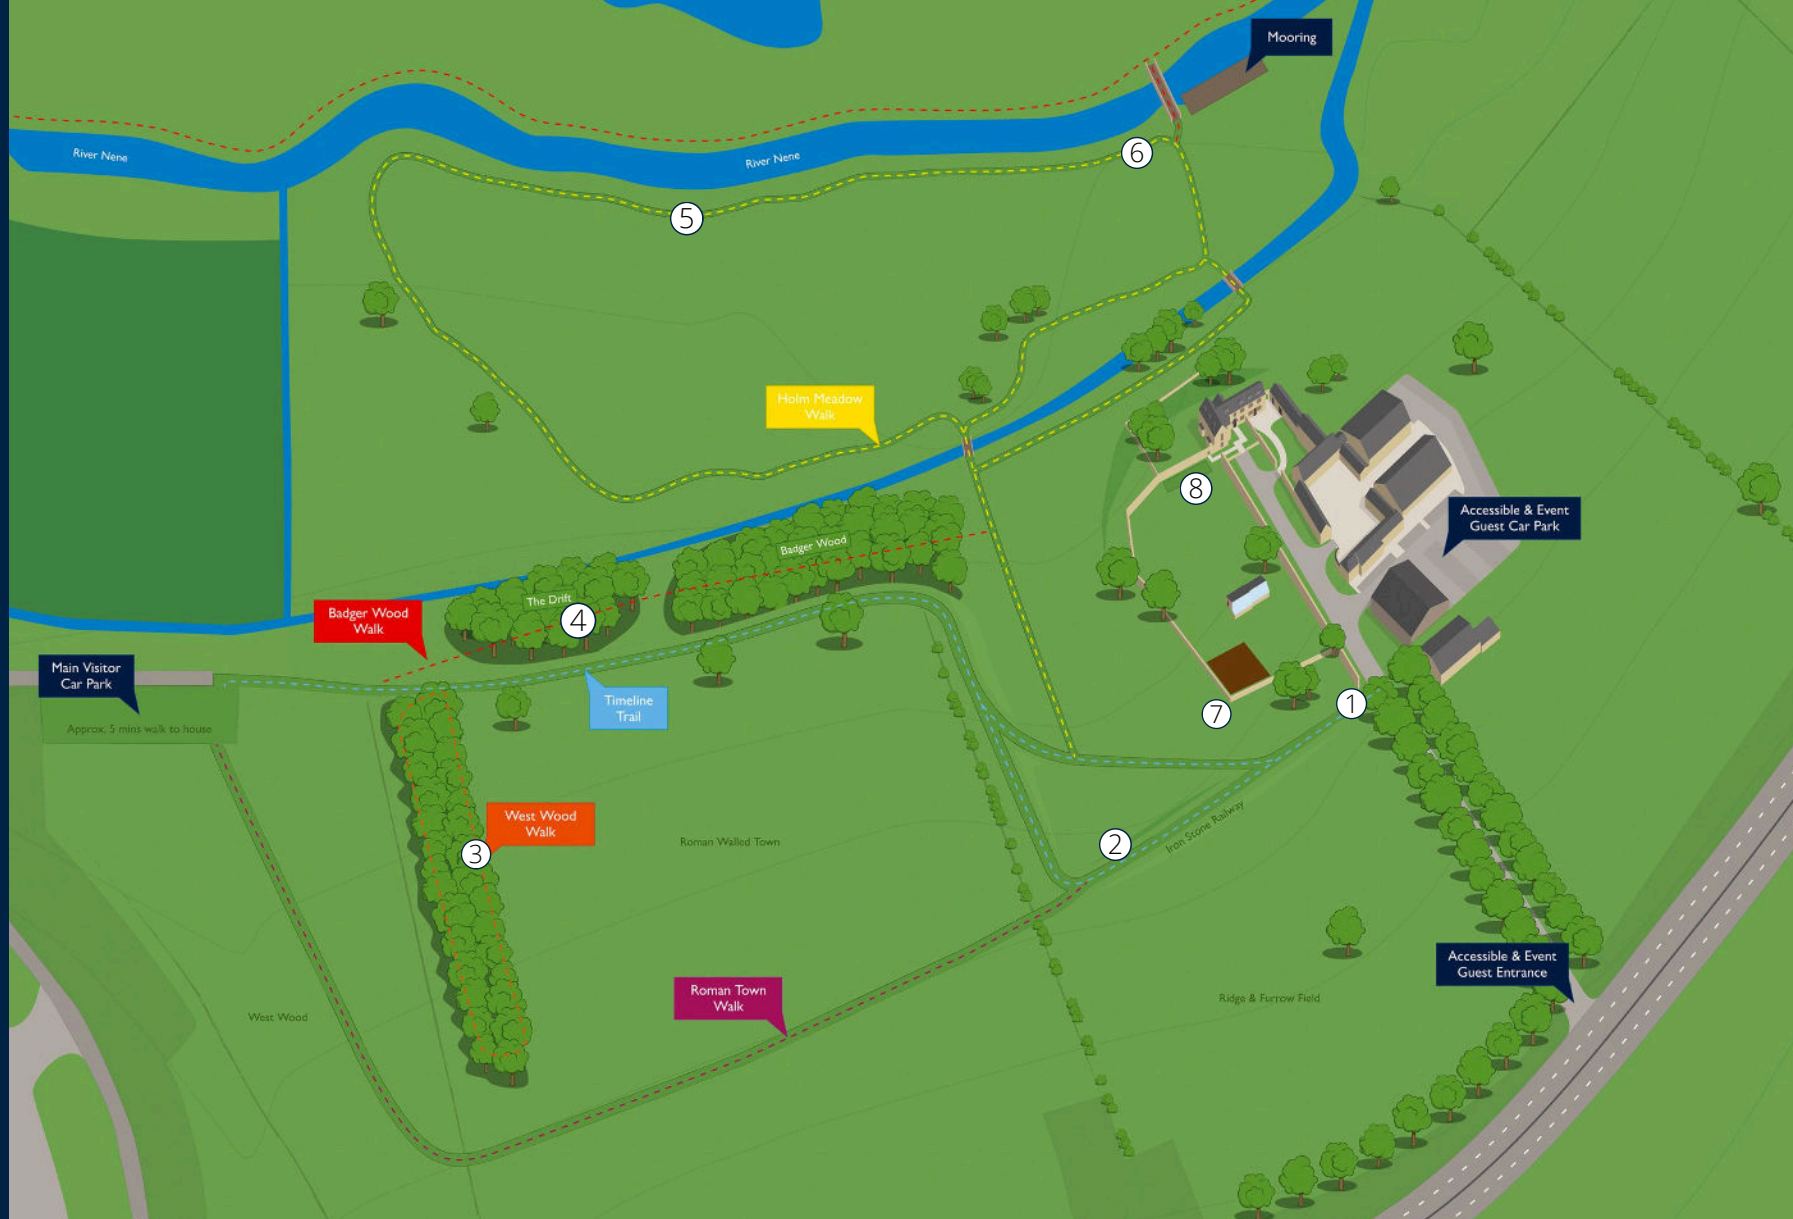 Mooring
River Nene
River Nene
6
5
Holm Meadow
Walk
8
Accessible & Event
Guest Car Park
Badger Wood
The Drift
4
Badger Wood
Walk
Main Visitor
Car Park
Approx. 5 mins walk to house
Timeline
Trail
1
7
West Wood
Walk
3
Roman Walled Town
2
Iron Stone Railway
Accessible & Event
Guest Entrance
Roman Town
Walk
Ridge & Furrow Field
West Wood